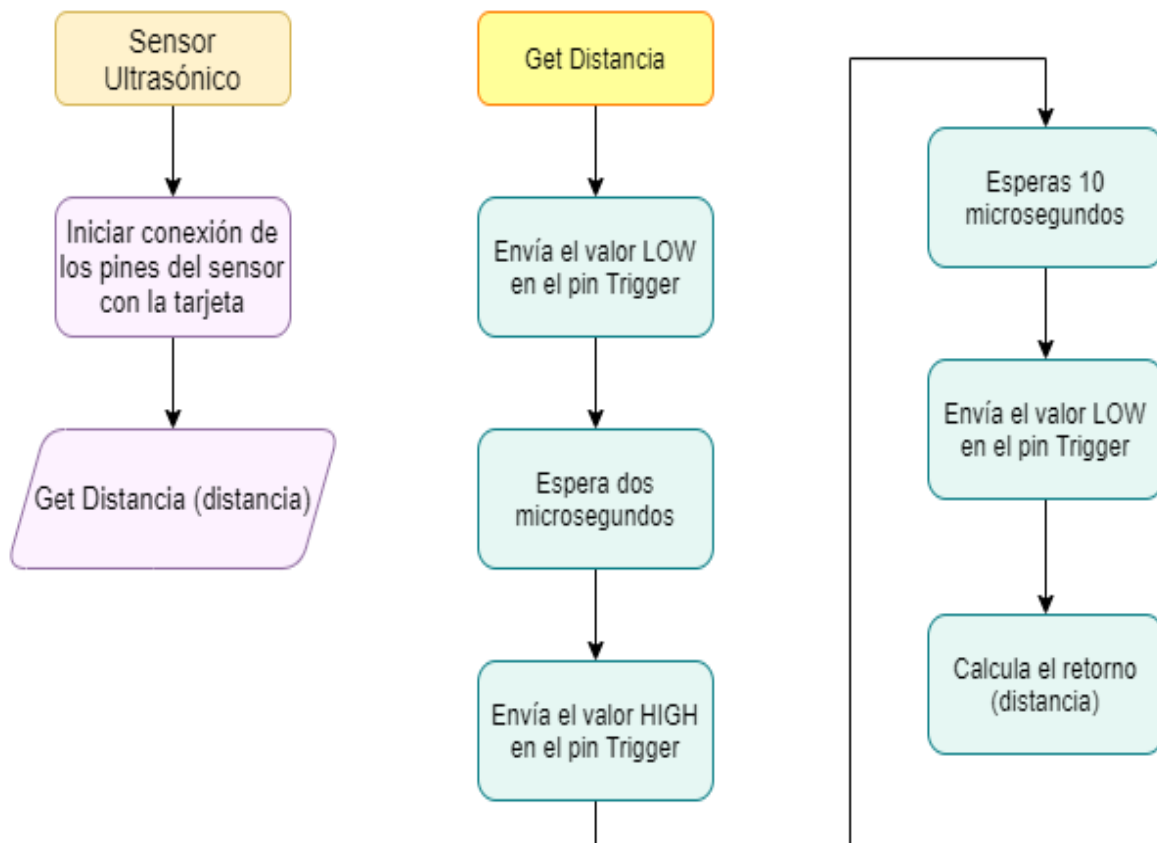 Sensor
Ultrasónico
Iniciar conexión de
los pines del sensor
con la tarjeta
Get Distancia (distancia)
Get Distancia
Envía el valor LOW
en el pin Trigger
Espera dos
microsegundos
Envía el valor HIGH
en el pin Trigger
Esperas 10
microsegundos
Envía el valor LOW
en el pin Trigger
Calcula el retorno
(distancia)